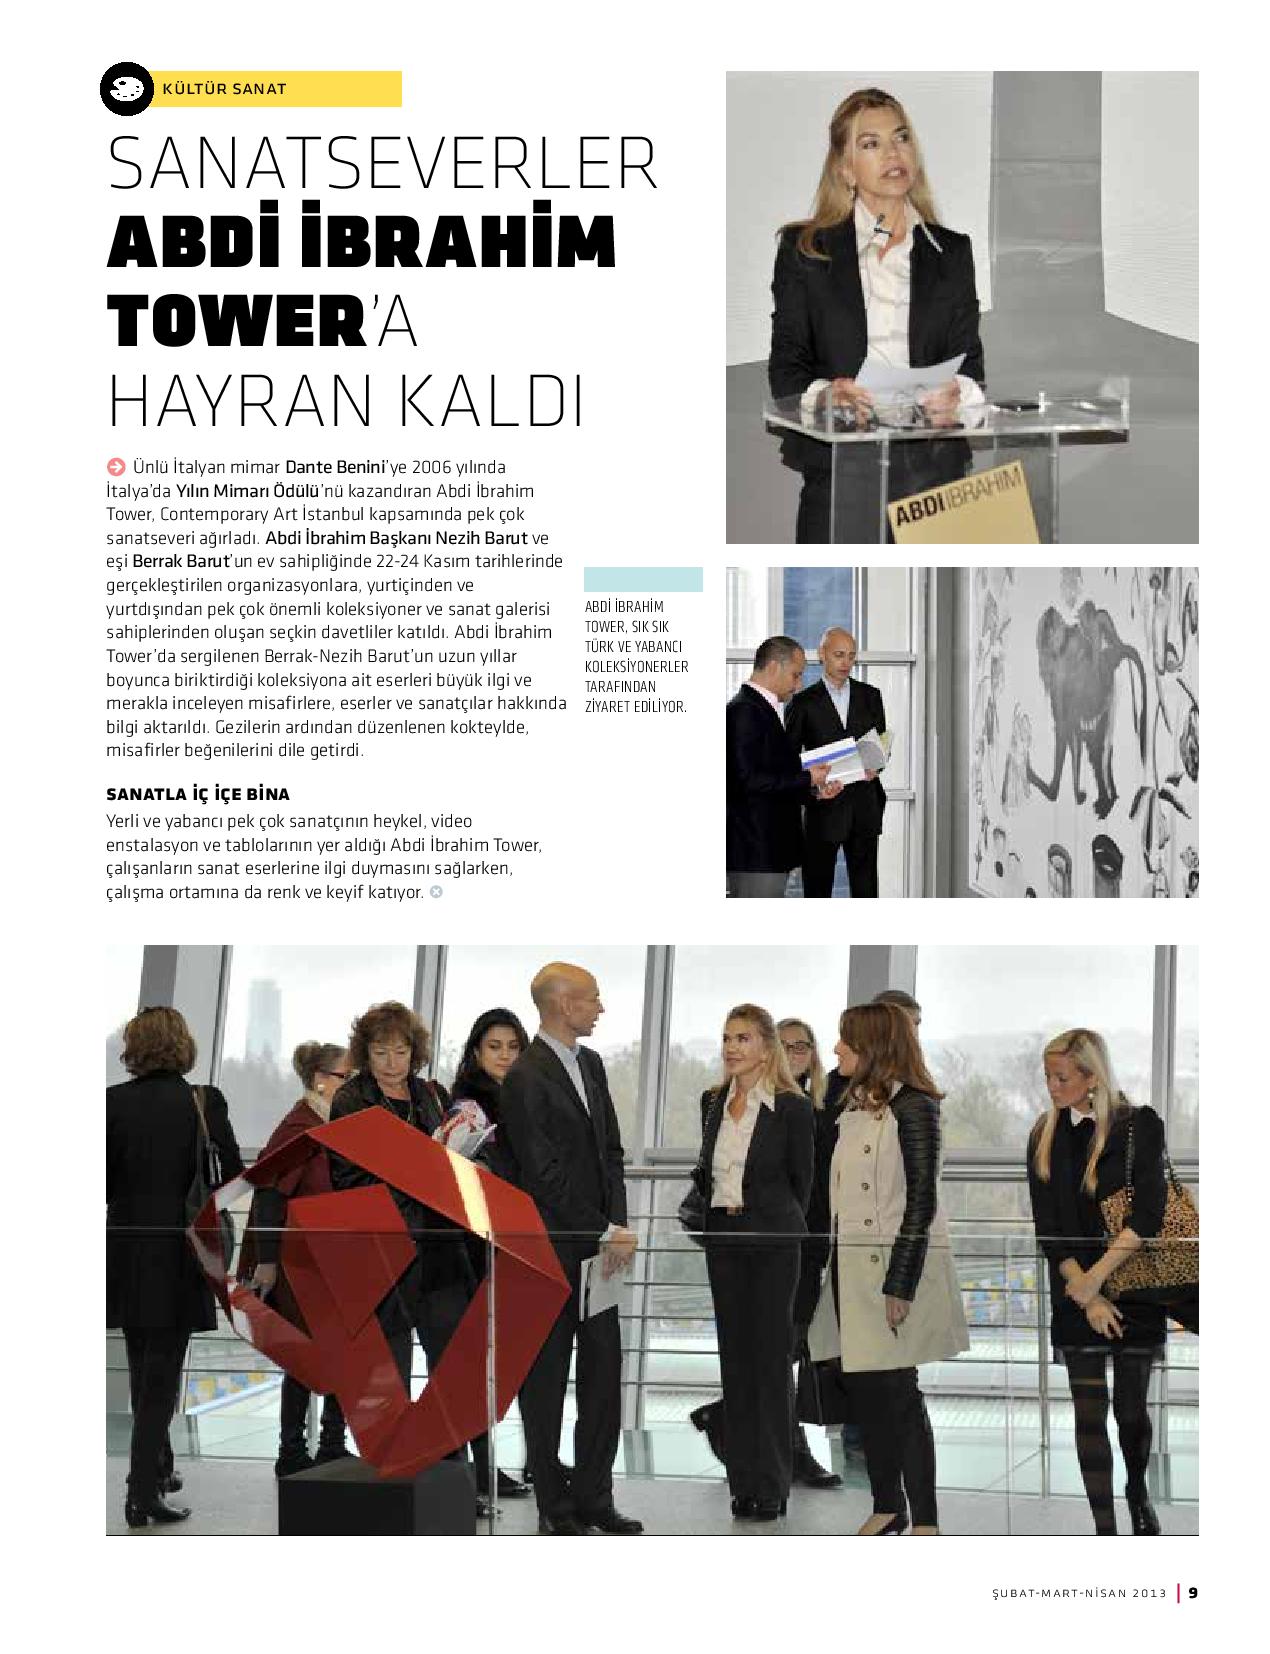 KÜLTÜR SANAT
SANATSEVERLER
ABDİ İBRAHİM
TOWER’A
HAYRAN KALDI
Ünlü İtalyan mimar Dante Benini’ye 2006 yılında
İtalya’da Yılın Mimarı Ödülü’nü kazandıran Abdi İbrahim
Tower, Contemporary Art İstanbul kapsamında pek çok
sanatseveri ağırladı. Abdi İbrahim Başkanı Nezih Barut ve
eşi Berrak Barut’un ev sahipliğinde 22-24 Kasım tarihlerinde
gerçekleştirilen organizasyonlara, yurtiçinden ve
yurtdışından pek çok önemli koleksiyoner ve sanat galerisi
sahiplerinden oluşan seçkin davetliler katıldı. Abdi İbrahim
Tower’da sergilenen Berrak-Nezih Barut’un uzun yıllar
boyunca biriktirdiği koleksiyona ait eserleri büyük ilgi ve
merakla inceleyen misafirlere, eserler ve sanatçılar hakkında
bilgi aktarıldı. Gezilerin ardından düzenlenen kokteylde,
misafirler beğenilerini dile getirdi.
SANATLA İÇ İÇE BİNA
Yerli ve yabancı pek çok sanatçının heykel, video
enstalasyon ve tablolarının yer aldığı Abdi İbrahim Tower,
çalışanların sanat eserlerine ilgi duymasını sağlarken,
çalışma ortamına da renk ve keyif katıyor.
ABDİ İBRAHİM
TOWER, SIK SIK
TÜRK VE YABANCI
KOLEKSİYONERLER
TARAFINDAN
ZİYARET EDİLİYOR.
ABDI IBRAHIM
ŞUBAT-MART-NİSAN 2013 | 9